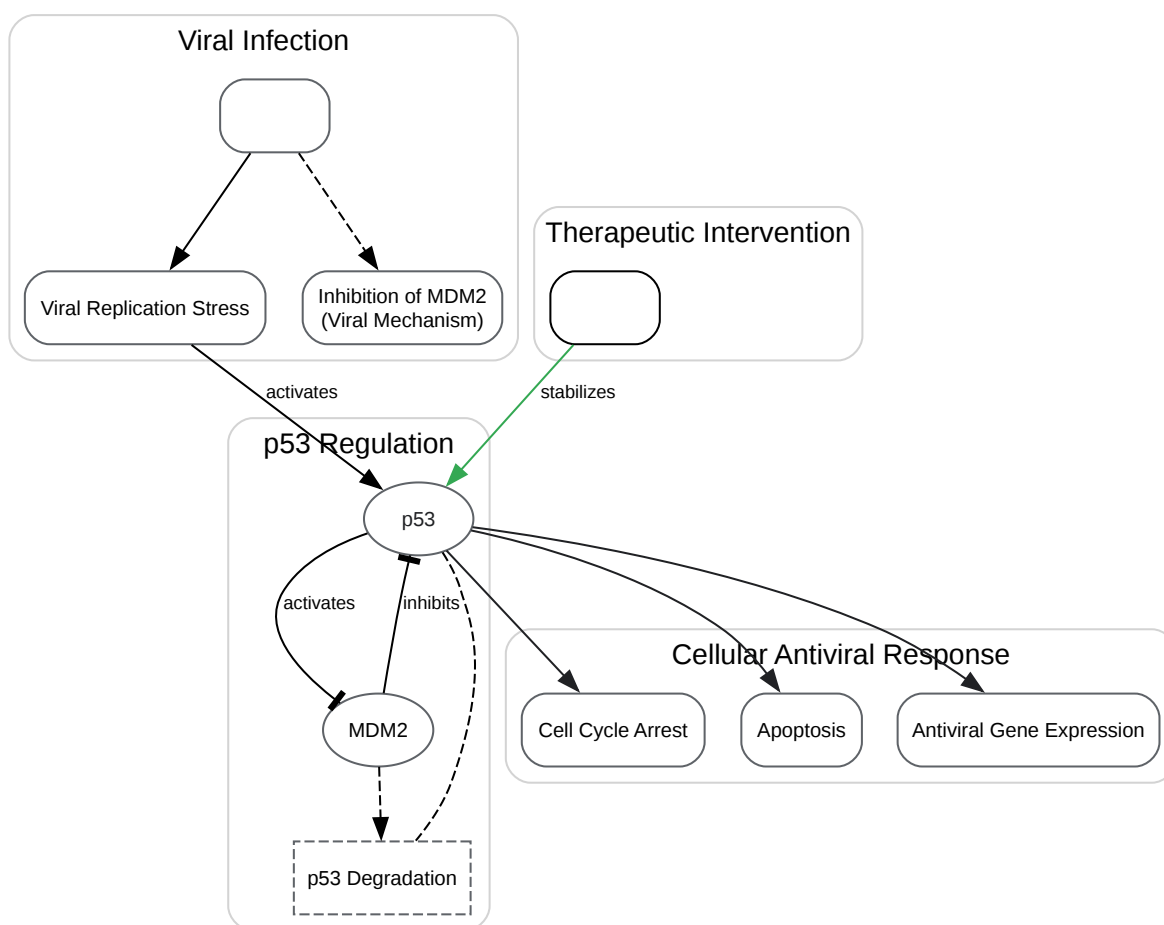 Viral Infection
Viral Replication Stress
Inhibition of MDM2
(Viral Mechanism)
Therapeutic Intervention
activates
stabilizes
p53 Regulation
p53
activates
inhibits
MDM2
p53 Degradation
Cellular Antiviral Response
Cell Cycle Arrest
Apoptosis
Antiviral Gene Expression